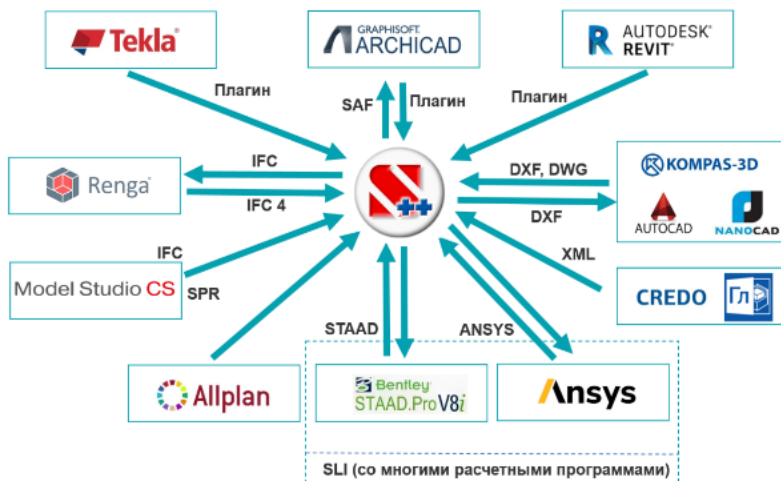 Tekla
GRAPHISOFT
ARCHICAD
AUTODESK®
REVIT®
Плагин
SAF
Плагин
Плагин
Renga
IFC
IFC 4
S
++
DXF, DWG
DXF
КОМPAS-3D
AUTOCAD
NANOCAD
IFC
Model Studio CS
SPR
XML
CREDO
Гл
STAAD
ANSYS
Allplan
Bentley
STAAD.Pro V8i
Ansys
SLI (со многими расчетными программами)